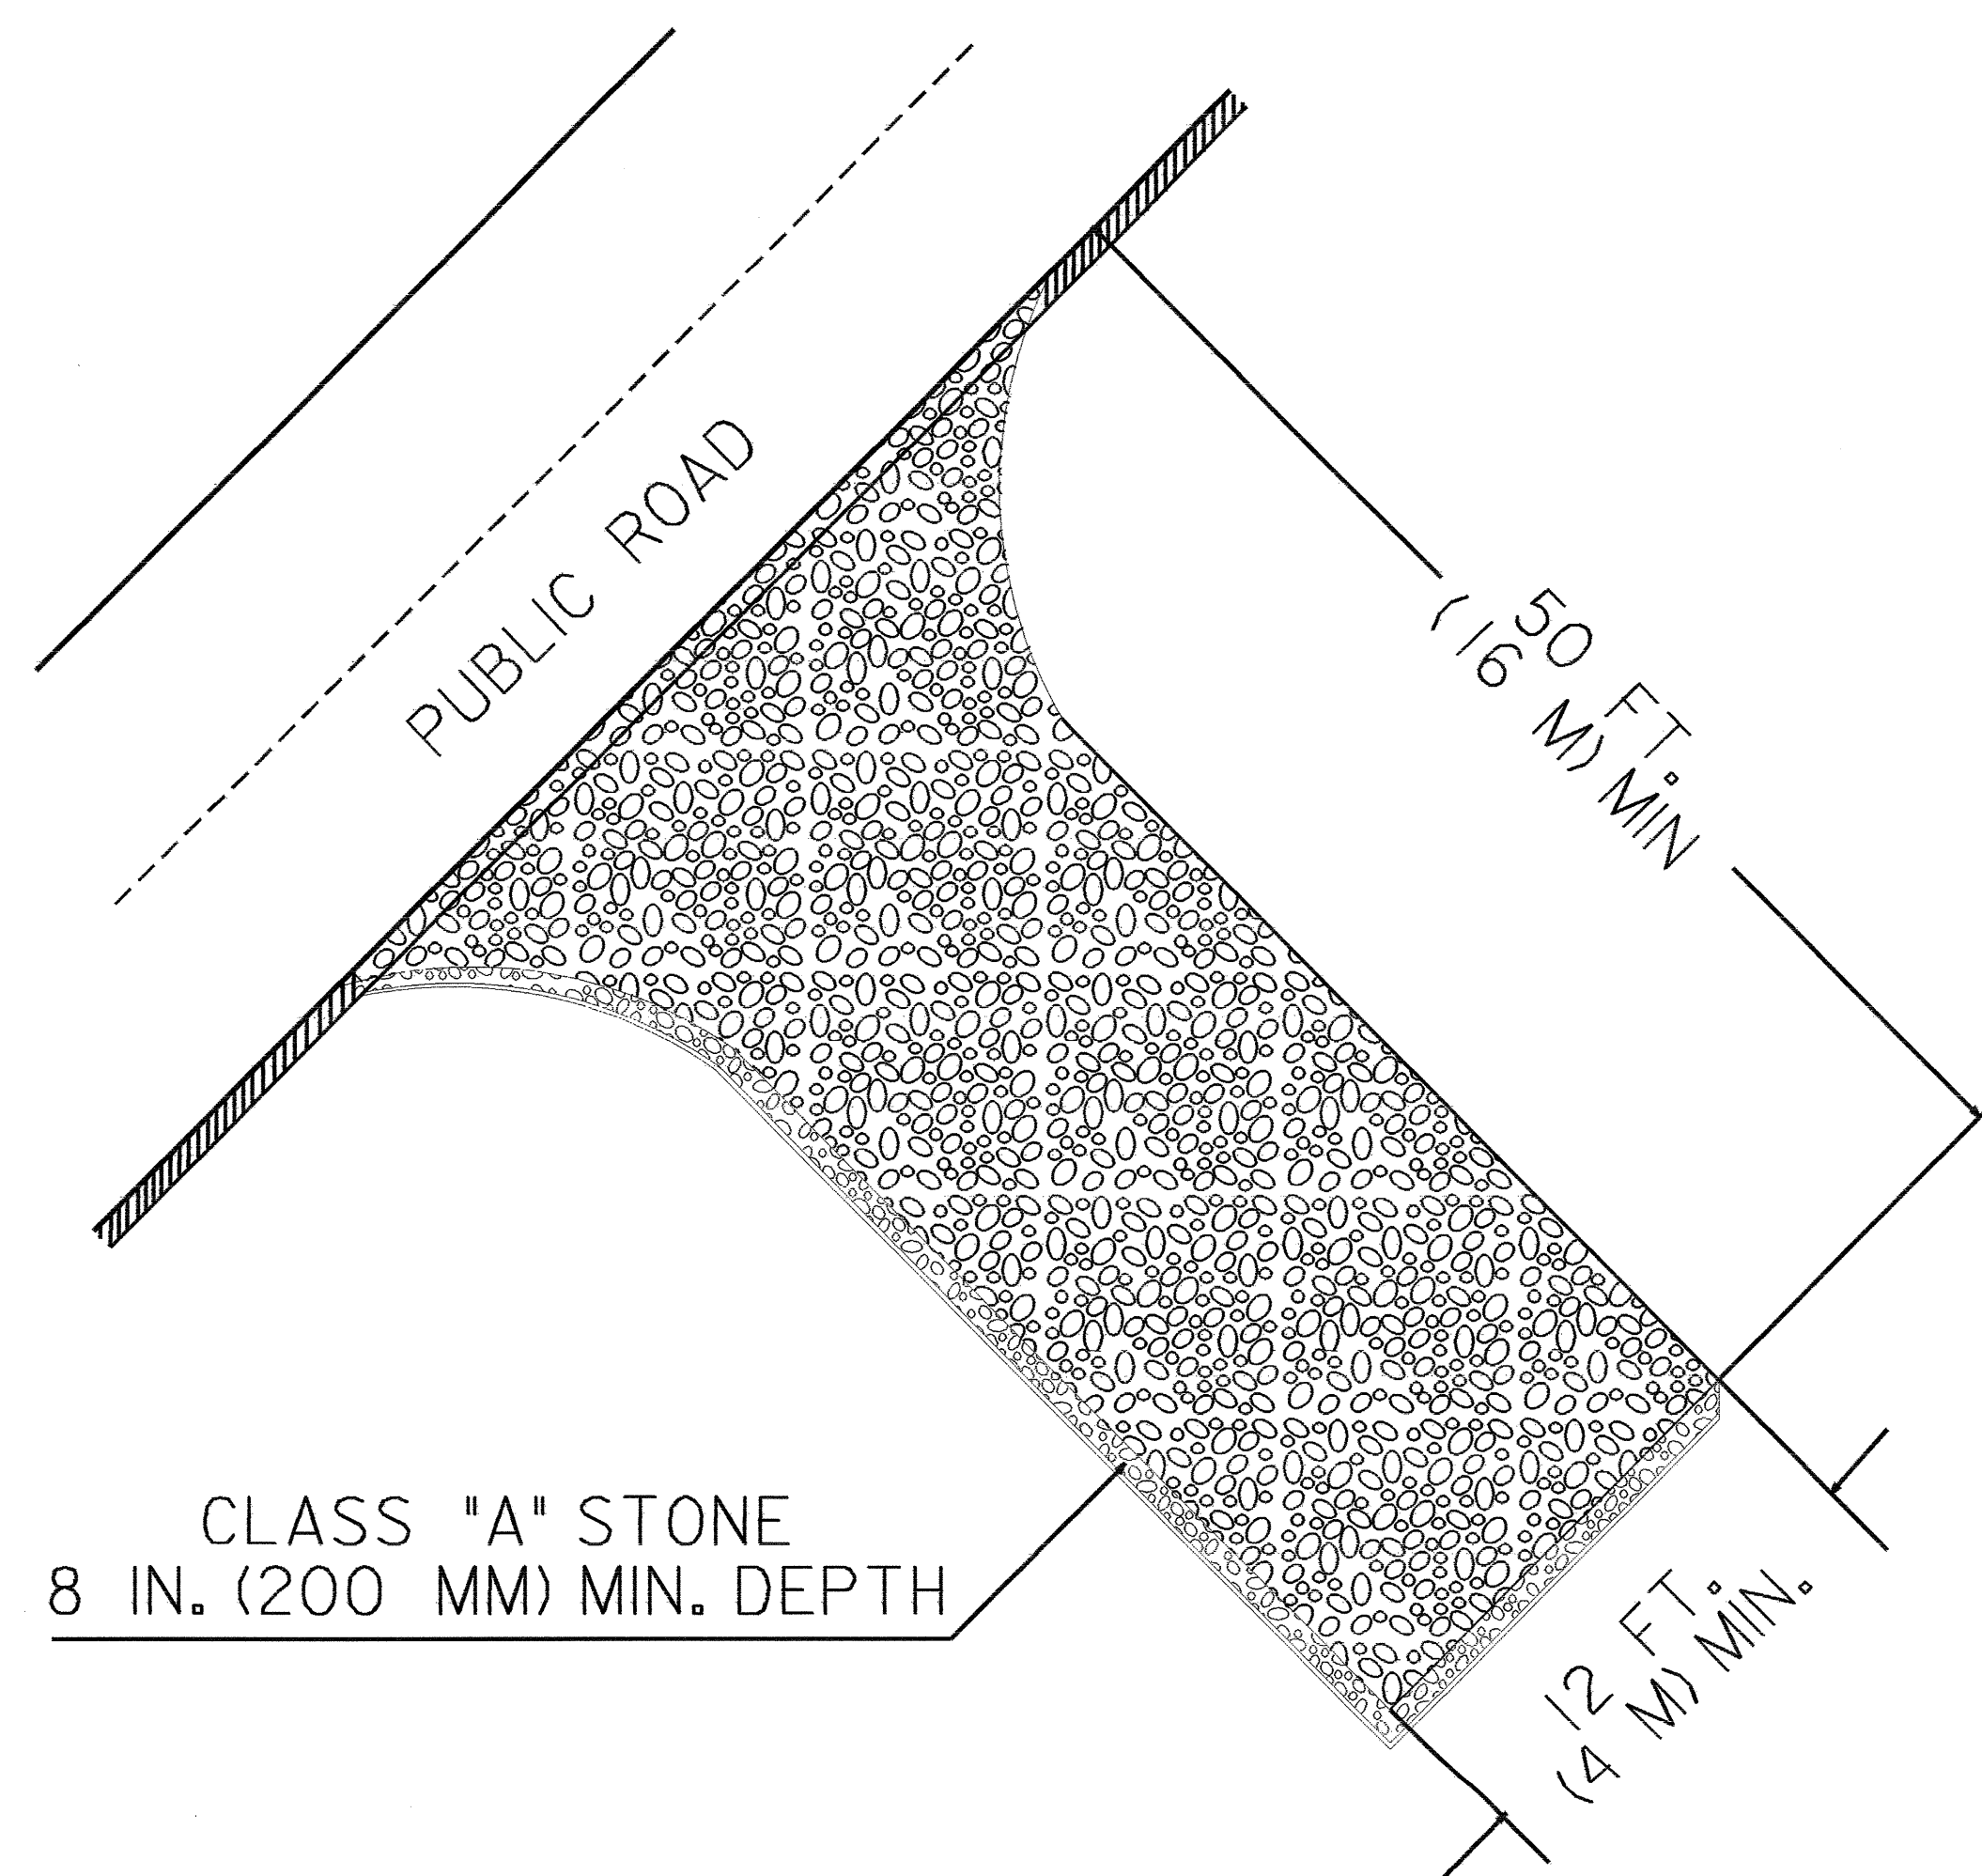 PUBLIC ROAD
50 FT.
(16 M) MIN
CLASS "A" STONE
8 IN. (200 MM) MIN. DEPTH
12 FT.
(4 M) MIN.